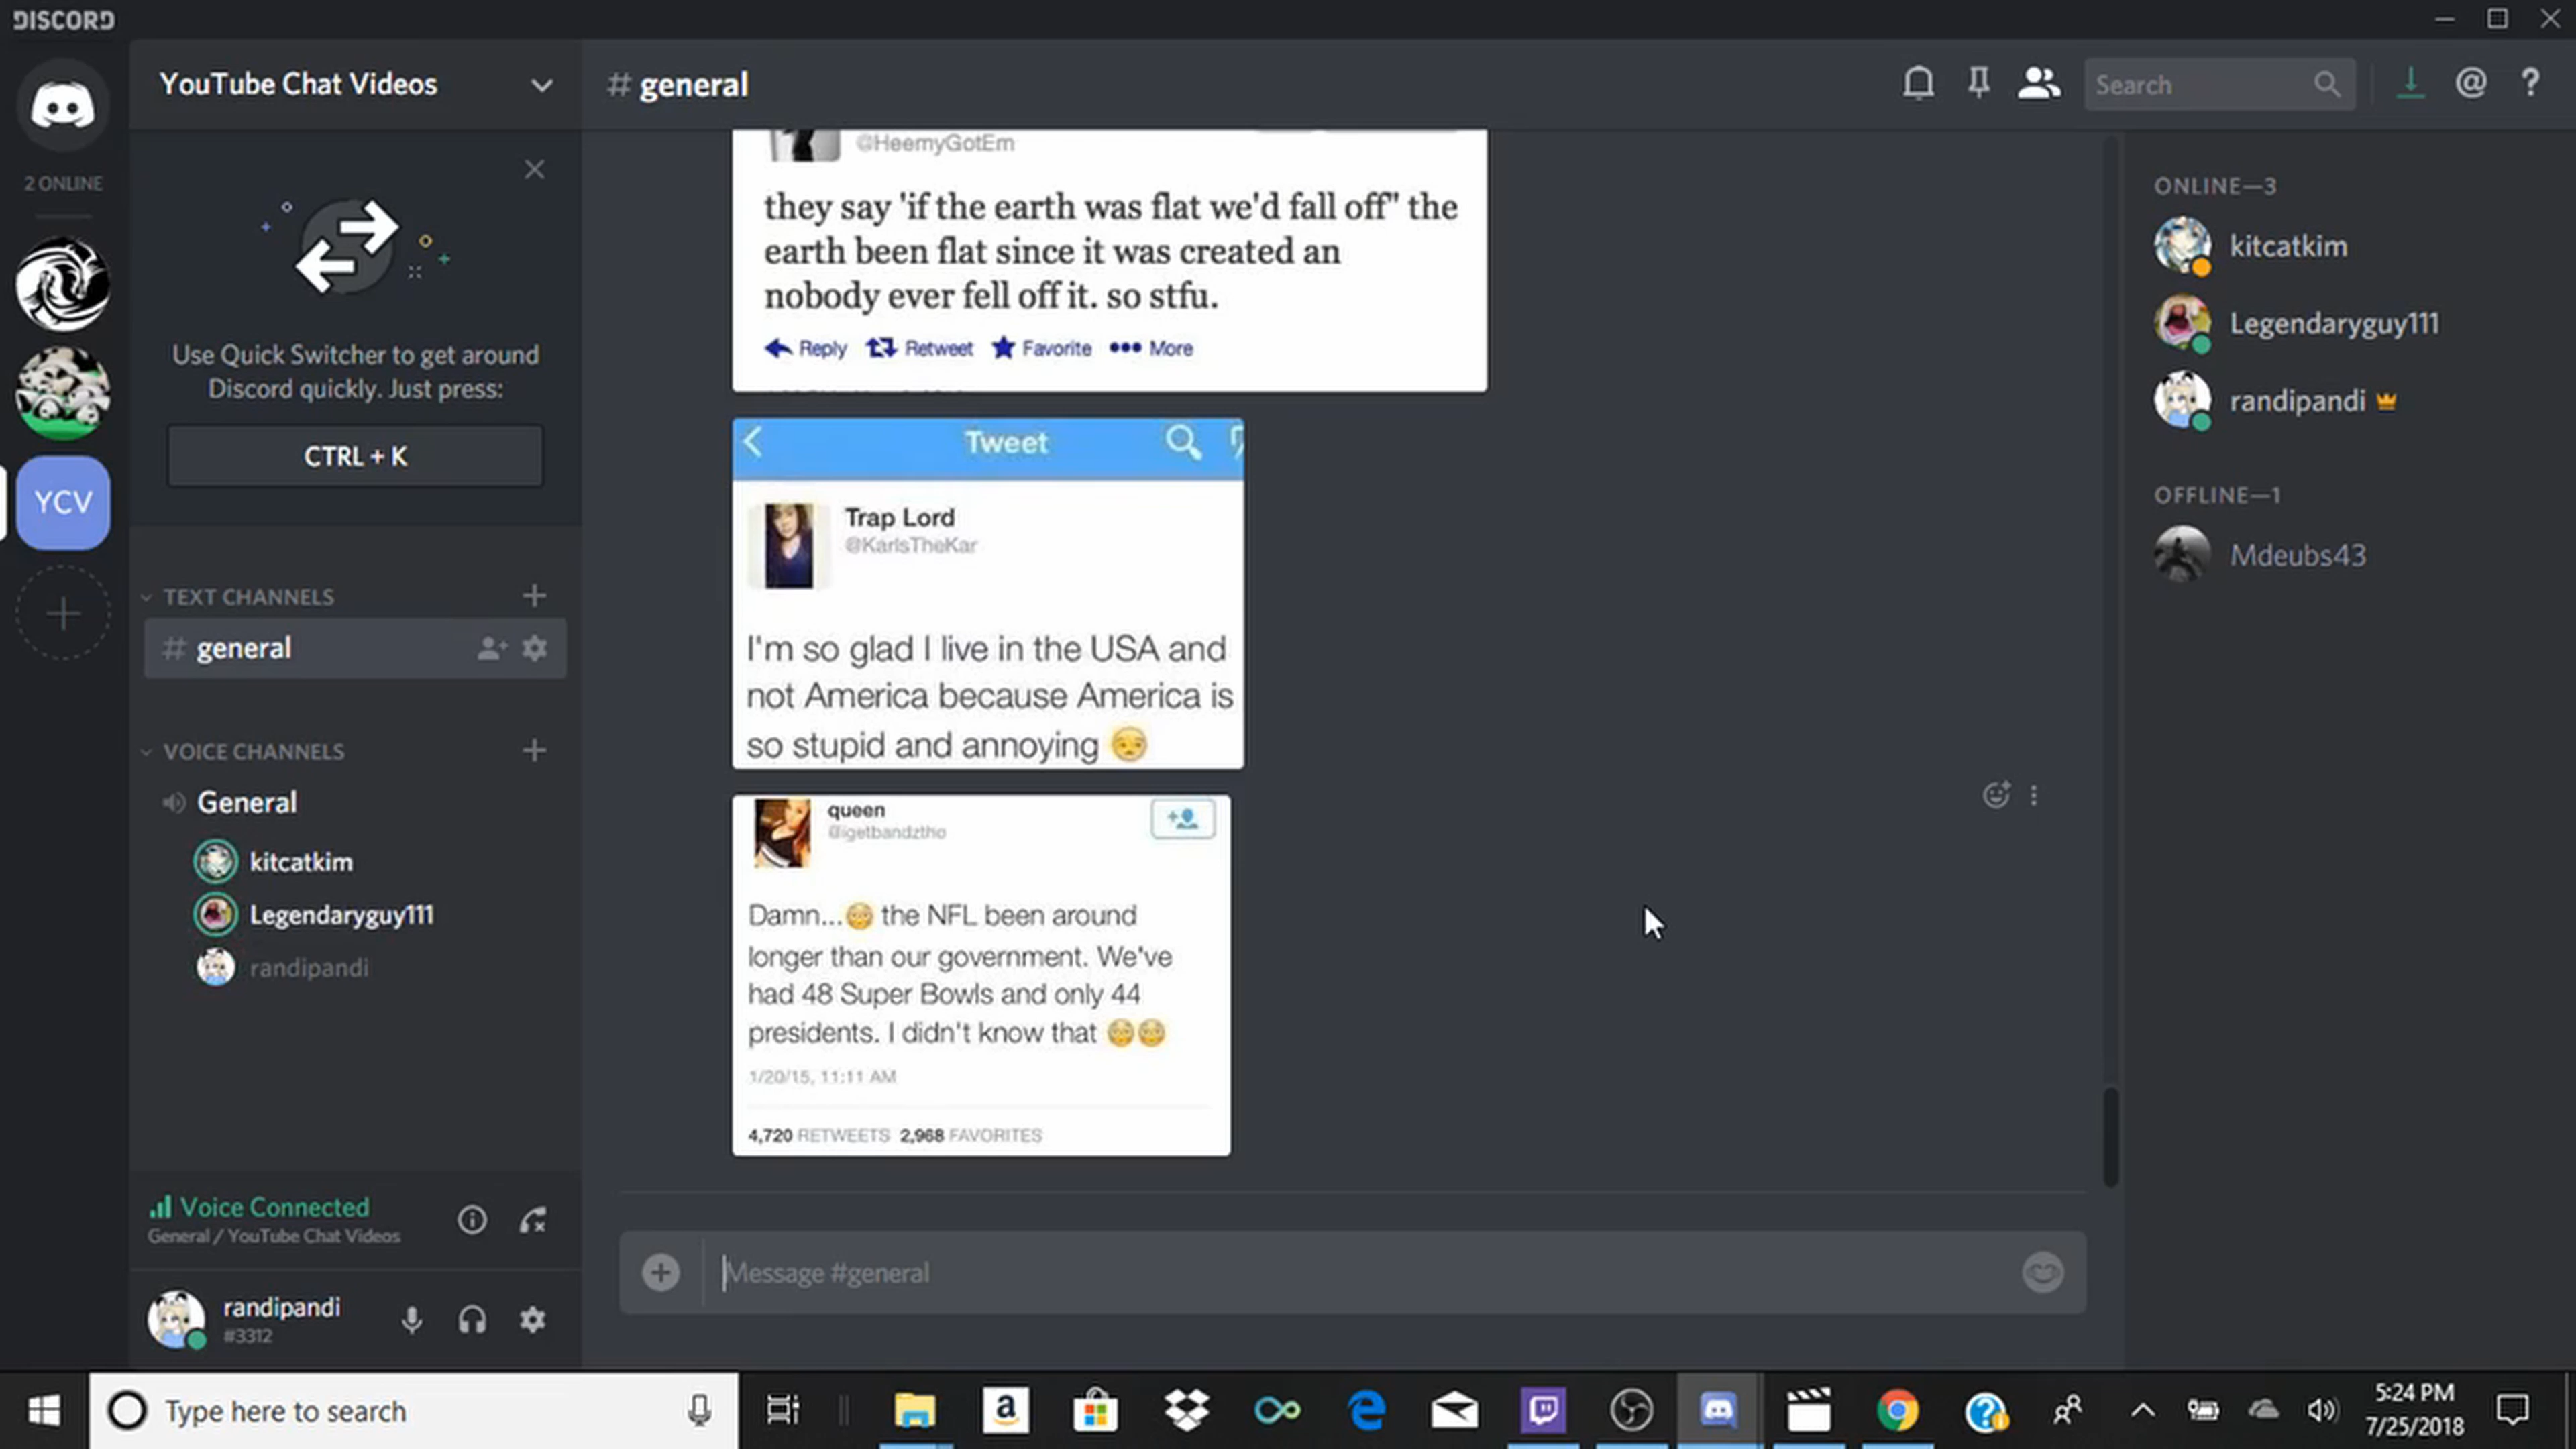 DISCORD
YouTube Chat Videos
# general
Search
@
?
2 ONLINE
Use Quick Switcher to get around
Discord quickly. Just press:
CTRL + K
YCV
TEXT CHANNELS
# general
VOICE CHANNELS
General
kitcatkim
Legendaryguy111
randipandi
Voice Connected
General / YouTube Chat Videos
randipandi
#3312
@HeemyGotEm
they say 'if the earth was flat we'd fall off" the
earth been flat since it was created an
nobody ever fell off it. so stfu.
Reply Retweet Favorite More
Tweet
Trap Lord
@KarlsTheKar
I'm so glad I live in the USA and
not America because America is
so stupid and annoying 😒
queen
@igetbandztho
Damn...😳 the NFL been around
longer than our government. We've
had 48 Super Bowls and only 44
presidents. I didn't know that 😳😳
1/20/15, 11:11 AM
4,720 RETWEETS 2,968 FAVORITES
Message #general
ONLINE—3
kitcatkim
Legendaryguy111
randipandi
OFFLINE—1
Mdeubs43
Type here to search
a
5:24 PM
7/25/2018